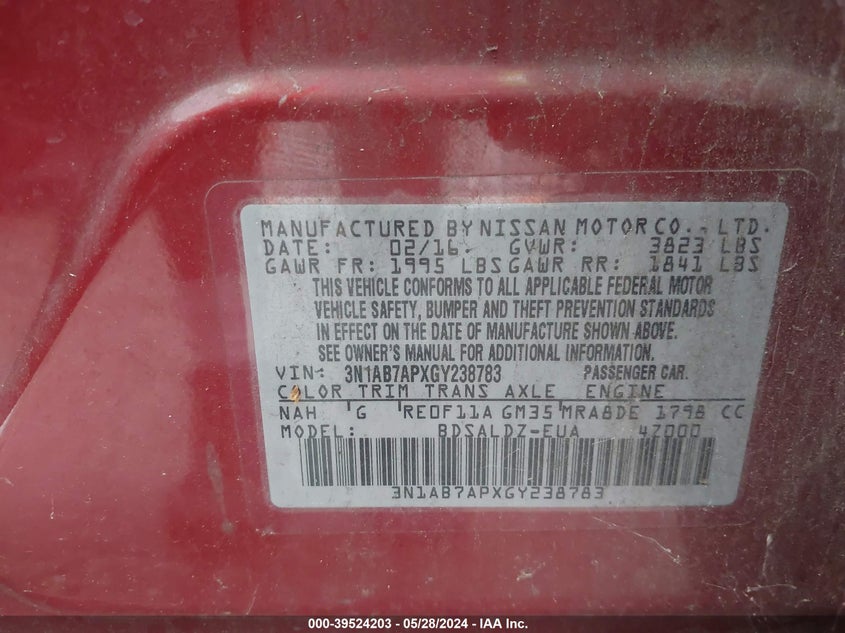 MANUFACTURED BY NISSAN MOTOR CO., LTD.
DATE: 02/16 GVWR: 3823 LBS
GAWR FR: 1995 LBS GAWR RR: 1841 LBS
THIS VEHICLE CONFORMS TO ALL APPLICABLE FEDERAL MOTOR
VEHICLE SAFETY, BUMPER AND THEFT PREVENTION STANDARDS
IN EFFECT ON THE DATE OF MANUFACTURE SHOWN ABOVE.
SEE OWNER'S MANUAL FOR ADDITIONAL INFORMATION.
VIN: 3N1AB7APXGY238783 PASSENGER CAR.
COLOR TRIM TRANS AXLE ENGINE
NAH G RE0F11A GM35 MRA8DE 1798 CC
MODEL: BDSALDZ-EUA 4Z000
3N1AB7APXGY238783
000-39524203 - 05/28/2024 - IAA Inc.